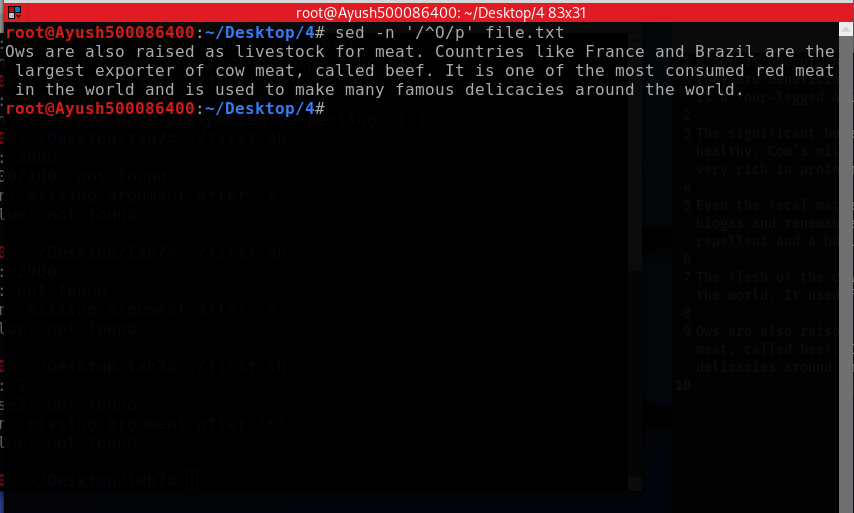 root@Ayush500086400: ~/Desktop/4 83x31
root@Ayush500086400:~/Desktop/4# sed -n '/^O/p' file.txt
Ows are also raised as livestock for meat. Countries like France and Brazil are the
largest exporter of cow meat, called beef. It is one of the most consumed red meat
in the world and is used to make many famous delicacies around the world.
root@Ayush500086400:~/Desktop/4#
is a four-legged a
2
:~/Desktop/lab7# ./first.sh
3 The significant be
: 2000
healthy. Cow's mil
00/100: not found
very rich in prote
r: missing argument after '+'
4
lue: not found
5 Even the fecal mat
biogas and renewab
repellent and a bu
:~/Desktop/lab7# ./first.sh
6
: 2000
7 The flesh of the c
: not found
the world. It used
r: missing argument after '+'
8
lue: not found
9 Ows are also raise
meat, called beef.
:~/Desktop/lab7# ./first.sh
delicacies around
: 2
10
se2: not found
r: missing argument after '+'
lue: not found
:~/Desktop/lab7#